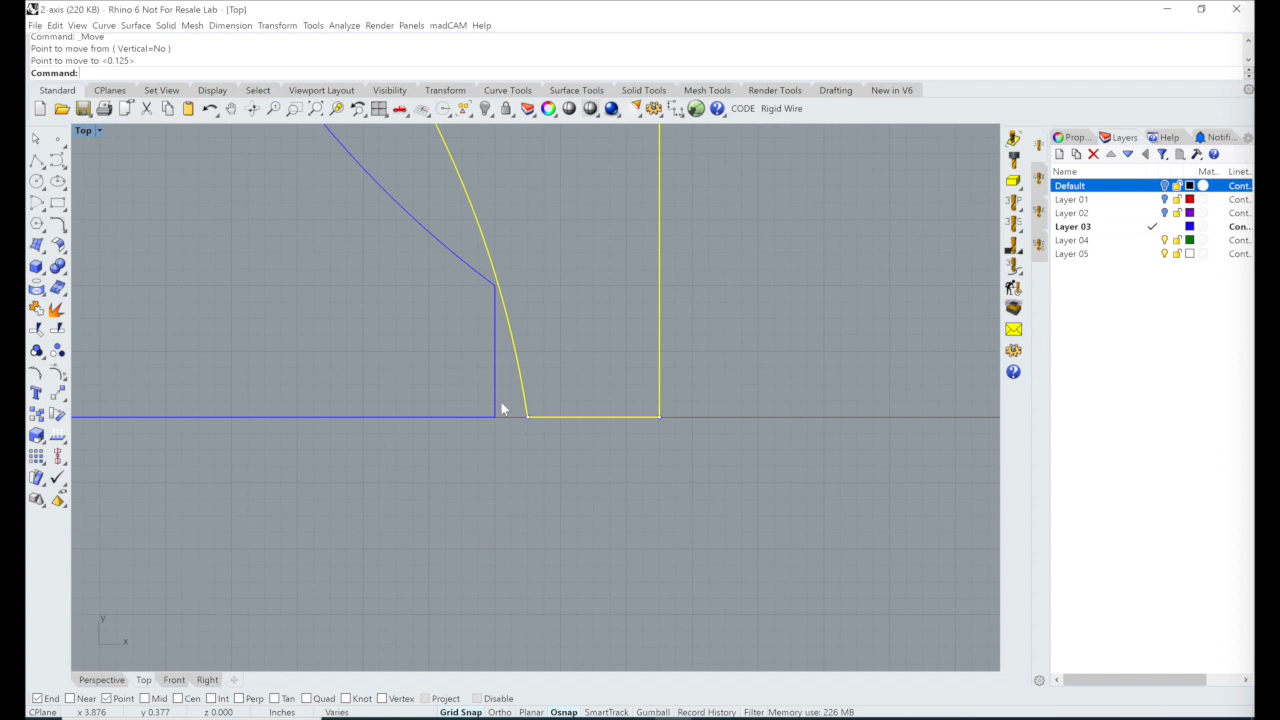 2-axis (220 KB) - Rhino 6 Not For Resale Lab - [Top]
File Edit View Curve Surface Solid Mesh Dimension Transform Tools Analyze Render Panels madCAM Help
Command: _Move
Point to move from ( Vertical=No )
Point to move to <0.125>
Command:
Standard CPlanes Set View Display Select Viewport Layout Visibility Transform Curve Tools Surface Tools Solid Tools Mesh Tools Render Tools Drafting New in V6
CODE Rigid Wire
Top
Prop... Layers Help Notifi...
Name Mat... Linet...
Default Cont...
Layer 01 Cont...
Layer 02 Cont...
Layer 03 Con...
Layer 04 Cont...
Layer 05 Cont...
y
x
Perspective Top Front Right
End Near Point Mid Cen Int Perp Tan Quad Knot Vertex Project Disable
CPlane x 3.876 y 0.377 z 0.000 Inches Varies Grid Snap Ortho Planar Osnap SmartTrack Gumball Record History Filter Memory use: 226 MB